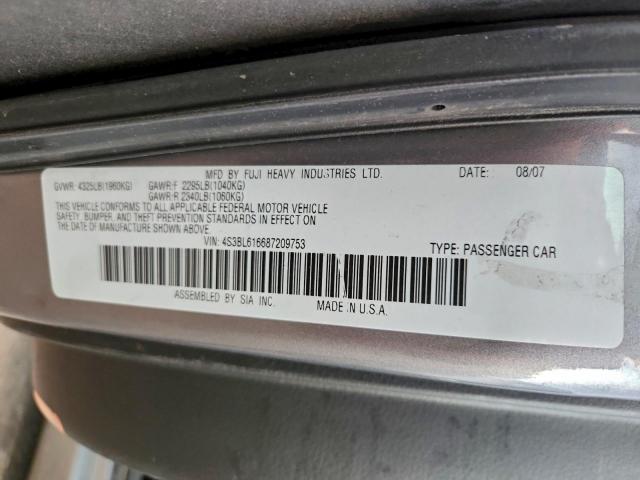 MFD BY FUJI HEAVY INDUSTRIES LTD. DATE: 08/07
GVWR: 4325LB(1960KG) GAWR:F 2295LB(1040KG)
GAWR:R 2340LB(1060KG)
THIS VEHICLE CONFORMS TO ALL APPLICABLE FEDERAL MOTOR VEHICLE
SAFETY, BUMPER, AND THEFT PREVENTION STANDARDS IN EFFECT ON
THE DATE OF MANUFACTURE SHOWN ABOVE.
VIN: 4S3BL616687209753 TYPE: PASSENGER CAR
ASSEMBLED BY SIA INC. MADE IN U.S.A.